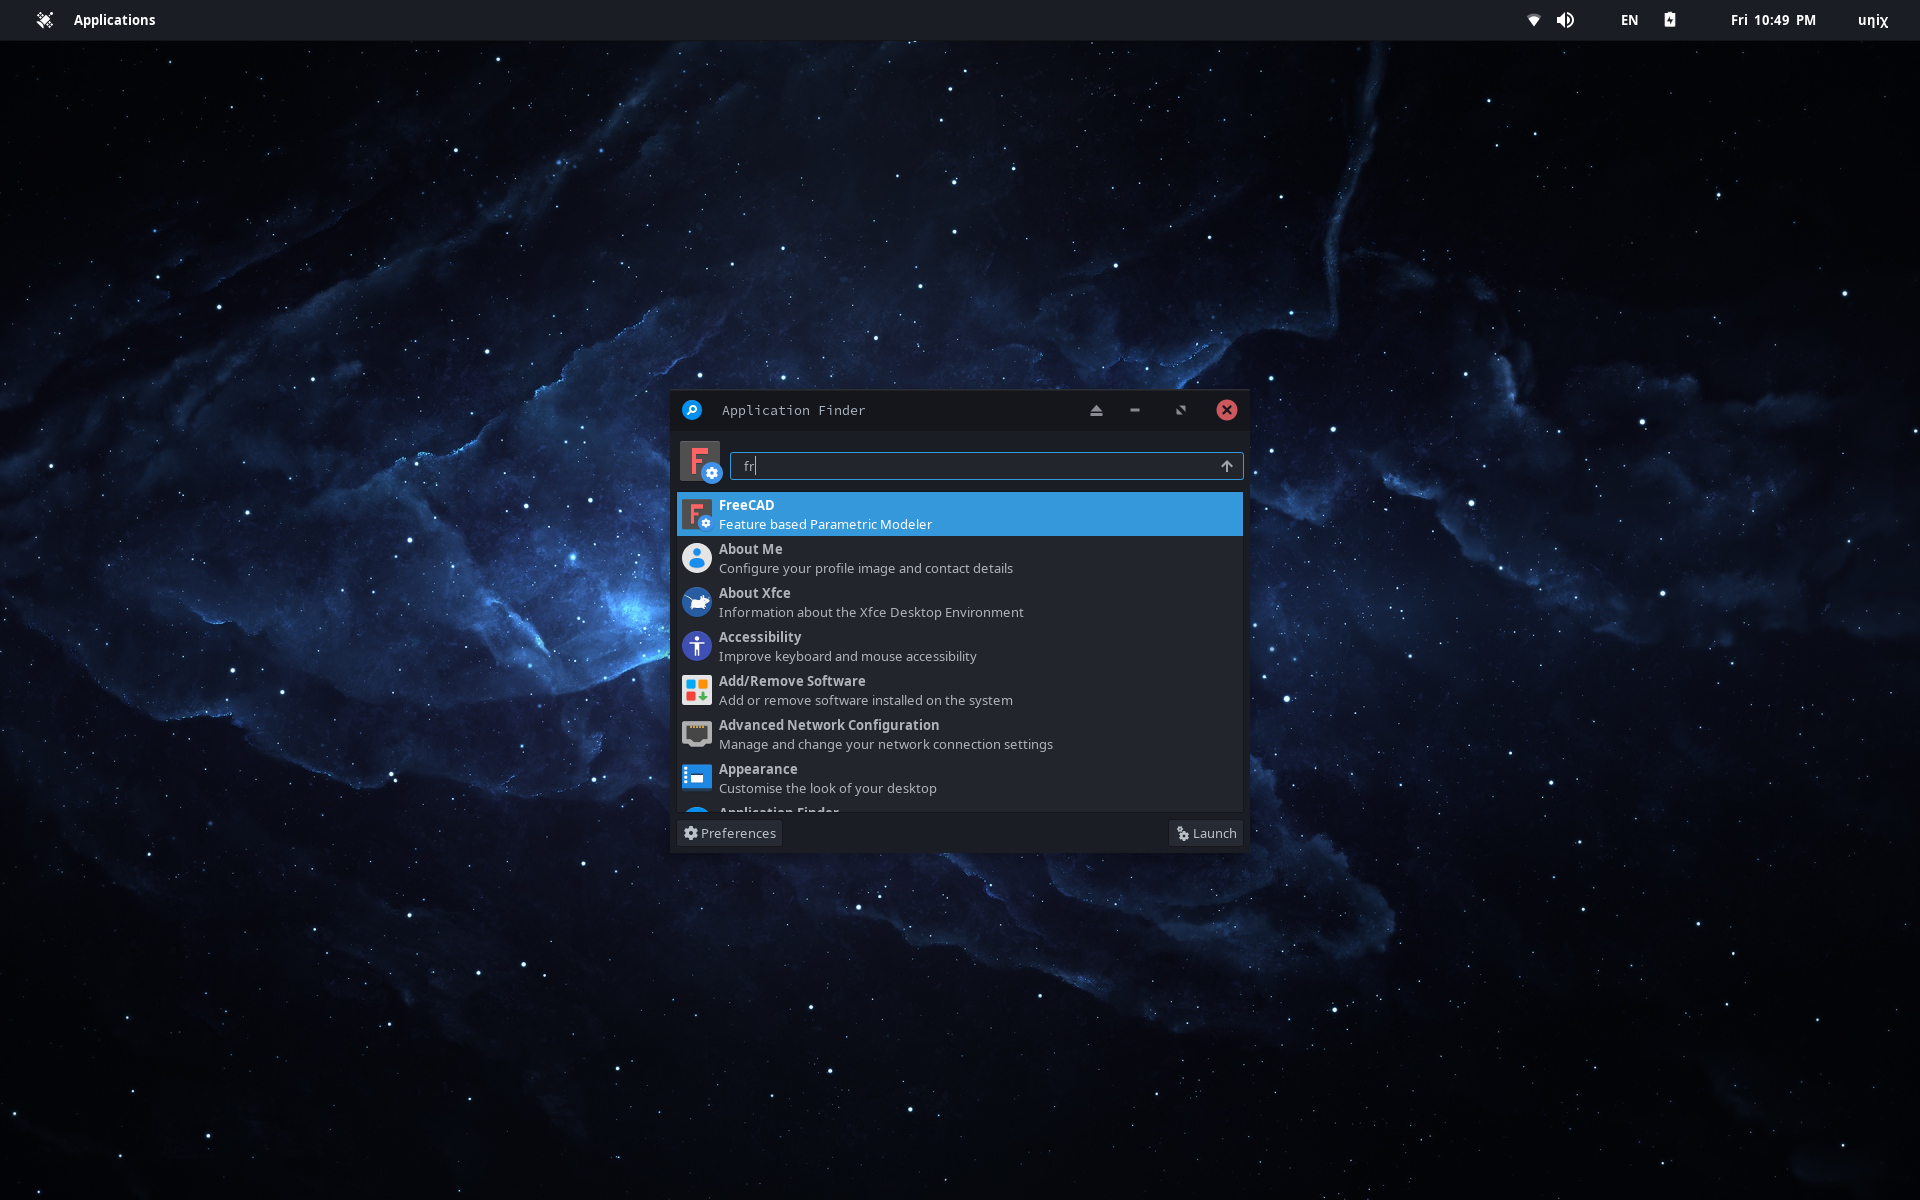 Applications
EN
Fri 10:49 PM
uηiχ
Application Finder
fr
FreeCAD
Feature based Parametric Modeler
About Me
Configure your profile image and contact details
About Xfce
Information about the Xfce Desktop Environment
Accessibility
Improve keyboard and mouse accessibility
Add/Remove Software
Add or remove software installed on the system
Advanced Network Configuration
Manage and change your network connection settings
Appearance
Customise the look of your desktop
Application Finder
Preferences
Launch